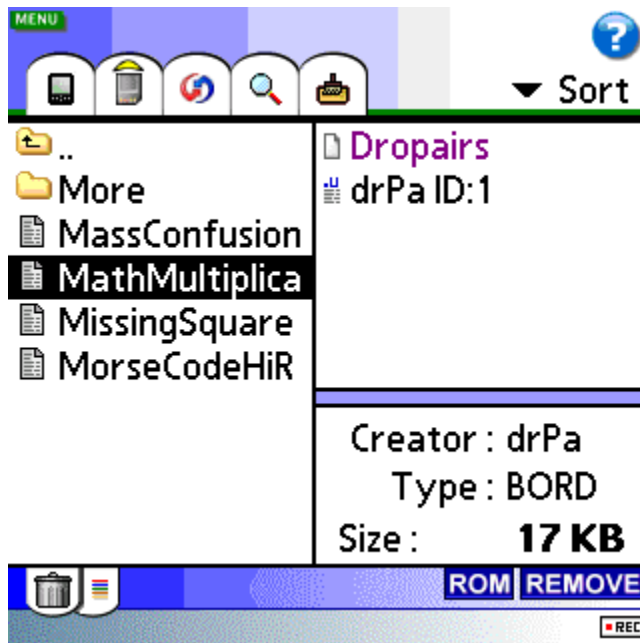 MENU
?
Sort
..
More
MassConfusion
MathMultiplica
MissingSquare
MorseCodeHiR
Dropairs
drPa ID:1
Creator : drPa
Type : BORD
Size : 17 KB
ROM REMOVE
REC